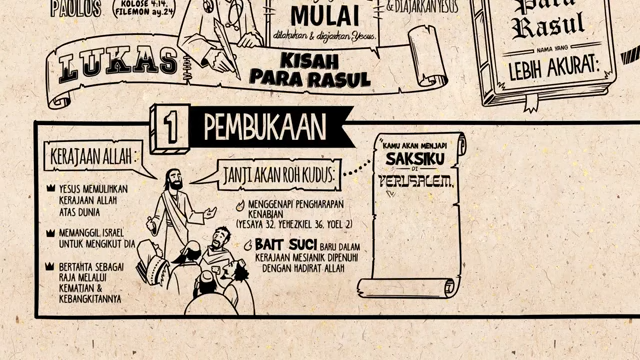 PAULUS
KOLOSE 4:14,
FILEMON ay.24)
MULAI
dilakukan & diajarkan Yesus.
& DIAJARKAN YESUS
LUKAS
KISAH
PARA RASUL
Para
Rasul
NAMA YANG
LEBIH AKURAT:
1 PEMBUKAAN
KERAJAAN ALLAH:
YESUS MEMULIHKAN
KERAJAAN ALLAH
ATAS DUNIA
MEMANGGIL ISRAEL
UNTUK MENGIKUT DIA
BERTAHTA SEBAGAI
RAJA MELALUI
KEMATIAN &
KEBANGKITANNYA
JANJI AKAN ROH KUDUS:
MENGGENAPI PENGHARAPAN
KENABIAN
(YESAYA 32, YEHEZKIEL 36, YOEL 2)
BAIT SUCI BARU DALAM
KERAJAAN MESIANIK DIPENUHI
DENGAN HADIRAT ALLAH
"KAMU AKAN MENJADI
SAKSIKU
DI
YERUSALEM,